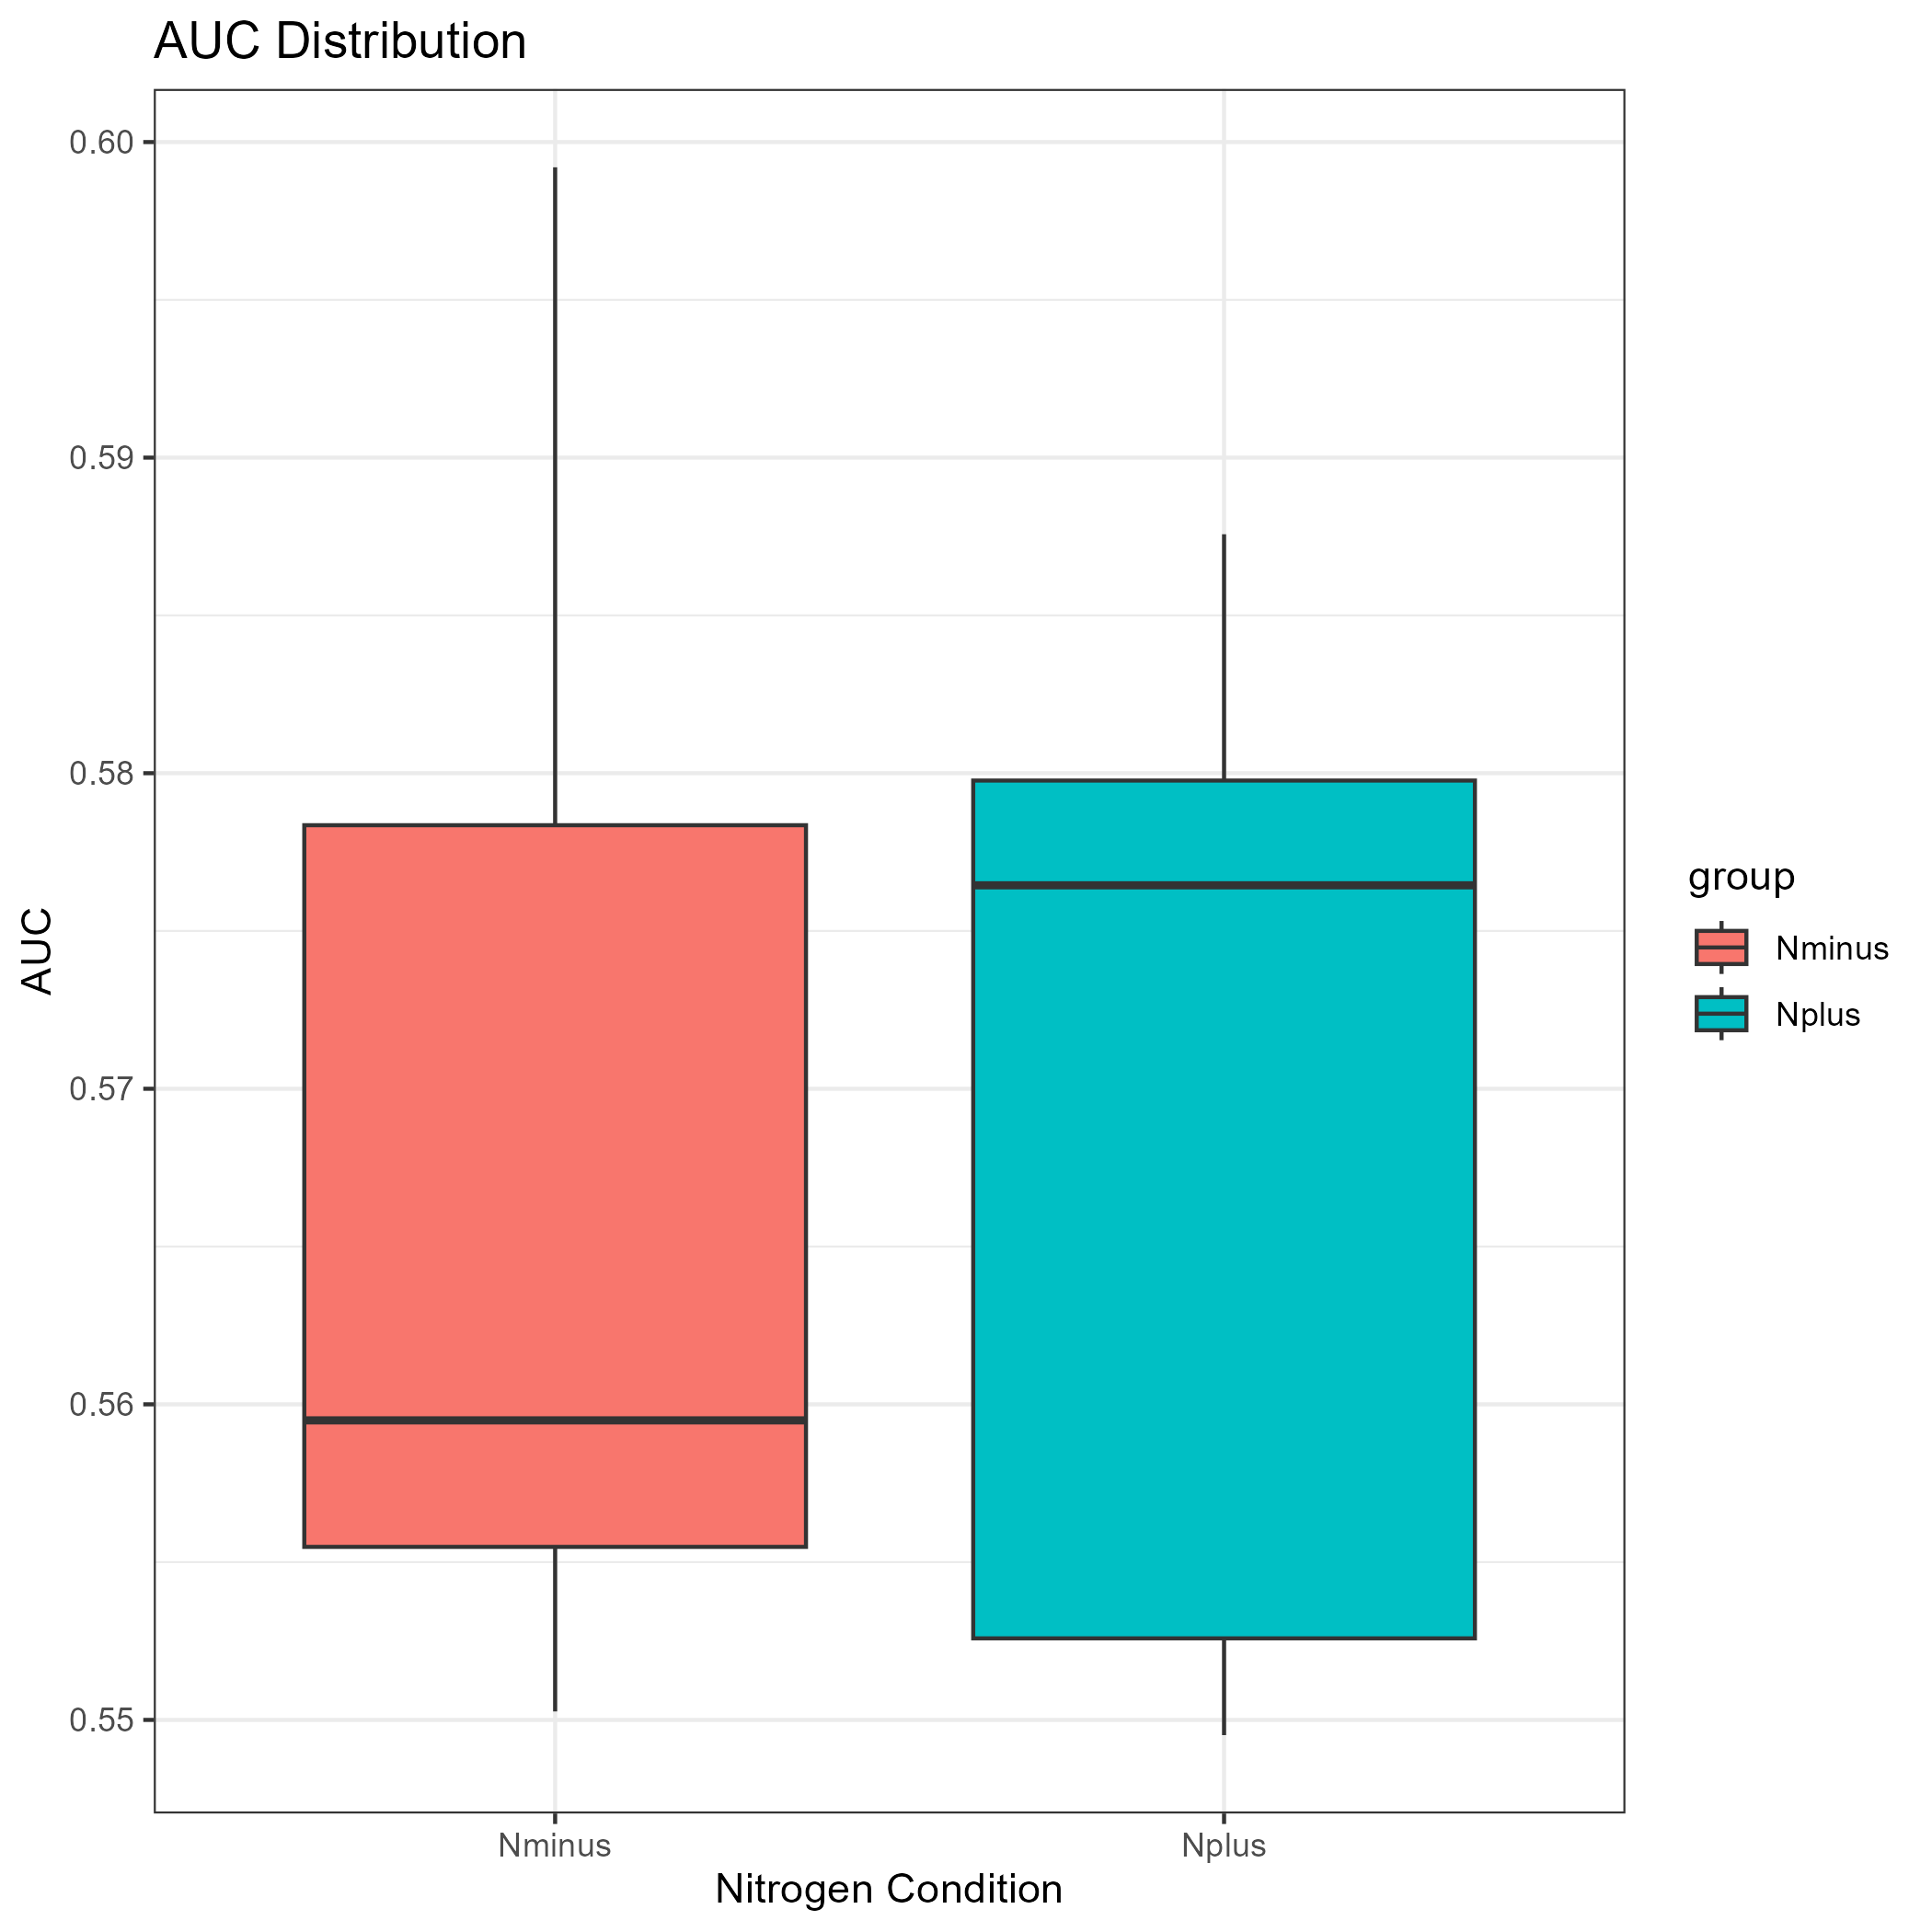 AUC Distribution
0.60
0.59
0.58
0.57
0.56
0.55
AUC
Nminus
Nplus
Nitrogen Condition
group
Nminus
Nplus